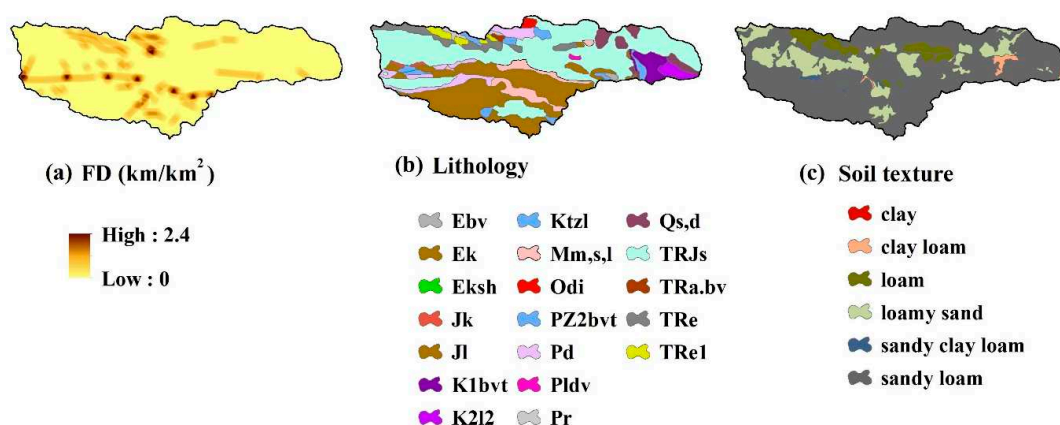 (a) FD (km/km²)
High : 2.4
Low : 0
(b) Lithology
Ebv
Ek
Eksh
Jk
Jl
K1bvt
K2l2
Ktzl
Mm,s,l
Odi
PZ2bvt
Pd
Pldv
Pr
Qs,d
TRJs
TRa.bv
TRe
TRe1
(c) Soil texture
clay
clay loam
loam
loamy sand
sandy clay loam
sandy loam